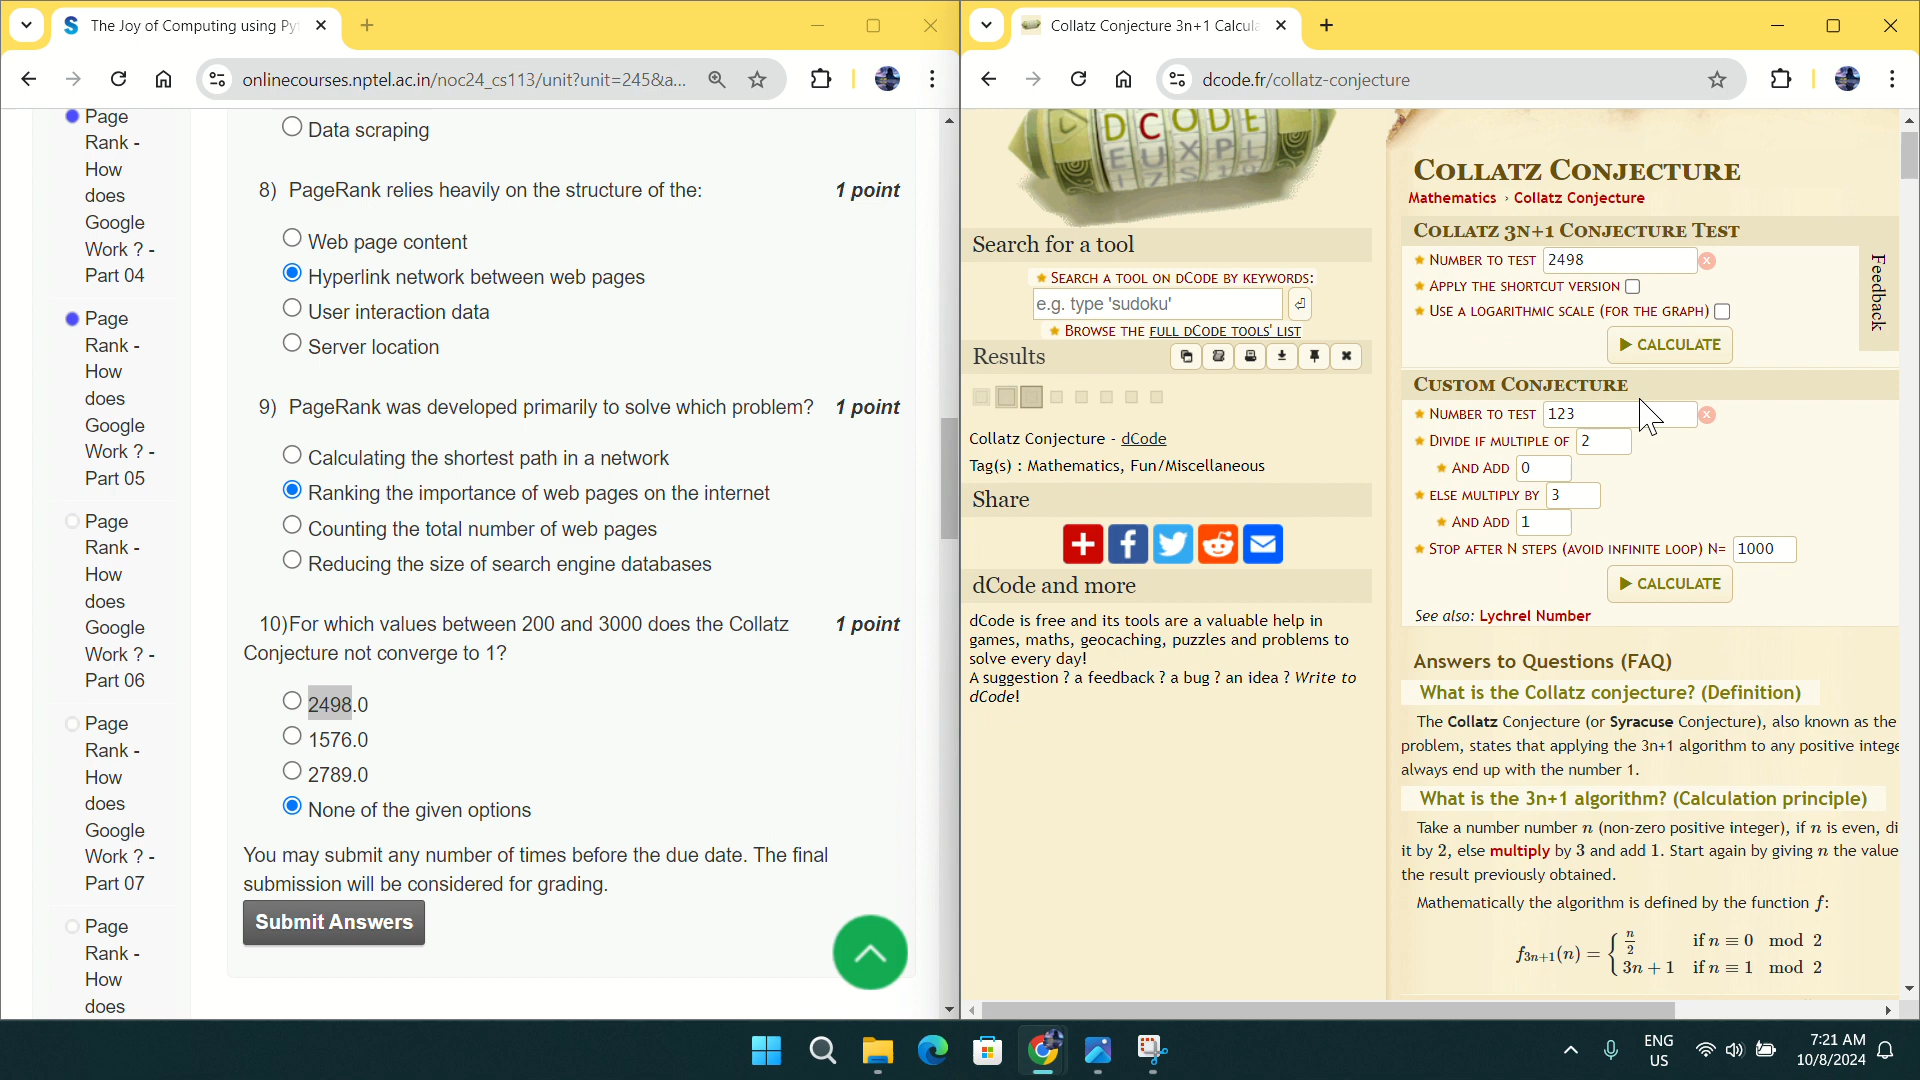 The Joy of Computing using Py
onlinecourses.nptel.ac.in/noc24_cs113/unit?unit=245&a...
Page
Rank -
How
does
Google
Work ? -
Part 04
Page
Rank -
How
does
Google
Work ? -
Part 05
Page
Rank -
How
does
Google
Work ? -
Part 06
Page
Rank -
How
does
Google
Work ? -
Part 07
Page
Rank -
How
does
Data scraping
8) PageRank relies heavily on the structure of the: 1 point
Web page content
Hyperlink network between web pages
User interaction data
Server location
9) PageRank was developed primarily to solve which problem? 1 point
Calculating the shortest path in a network
Ranking the importance of web pages on the internet
Counting the total number of web pages
Reducing the size of search engine databases
10)For which values between 200 and 3000 does the Collatz 1 point
Conjecture not converge to 1?
2498.0
1576.0
2789.0
None of the given options
You may submit any number of times before the due date. The final
submission will be considered for grading.
Submit Answers
Collatz Conjecture 3n+1 Calcula
dcode.fr/collatz-conjecture
DCODE
Search for a tool
SEARCH A TOOL ON DCODE BY KEYWORDS:
e.g. type 'sudoku'
BROWSE THE FULL DCODE TOOLS' LIST
Results
Collatz Conjecture - dCode
Tag(s) : Mathematics, Fun/Miscellaneous
Share
dCode and more
dCode is free and its tools are a valuable help in
games, maths, geocaching, puzzles and problems to
solve every day!
A suggestion ? a feedback ? a bug ? an idea ? Write to
dCode!
COLLATZ CONJECTURE
Mathematics › Collatz Conjecture
COLLATZ 3N+1 CONJECTURE TEST
NUMBER TO TEST 2498
APPLY THE SHORTCUT VERSION
USE A LOGARITHMIC SCALE (FOR THE GRAPH)
CALCULATE
Feedback
CUSTOM CONJECTURE
NUMBER TO TEST 123
DIVIDE IF MULTIPLE OF 2
AND ADD 0
ELSE MULTIPLY BY 3
AND ADD 1
STOP AFTER N STEPS (AVOID INFINITE LOOP) N= 1000
CALCULATE
See also: Lychrel Number
Answers to Questions (FAQ)
What is the Collatz conjecture? (Definition)
The Collatz Conjecture (or Syracuse Conjecture), also known as the
problem, states that applying the 3n+1 algorithm to any positive intege
always end up with the number 1.
What is the 3n+1 algorithm? (Calculation principle)
Take a number number n (non-zero positive integer), if n is even, di
it by 2, else multiply by 3 and add 1. Start again by giving n the value
the result previously obtained.
Mathematically the algorithm is defined by the function f:
f3n+1(n) = { n/2 if n ≡ 0 mod 2
3n + 1 if n ≡ 1 mod 2
ENG
US
7:21 AM
10/8/2024